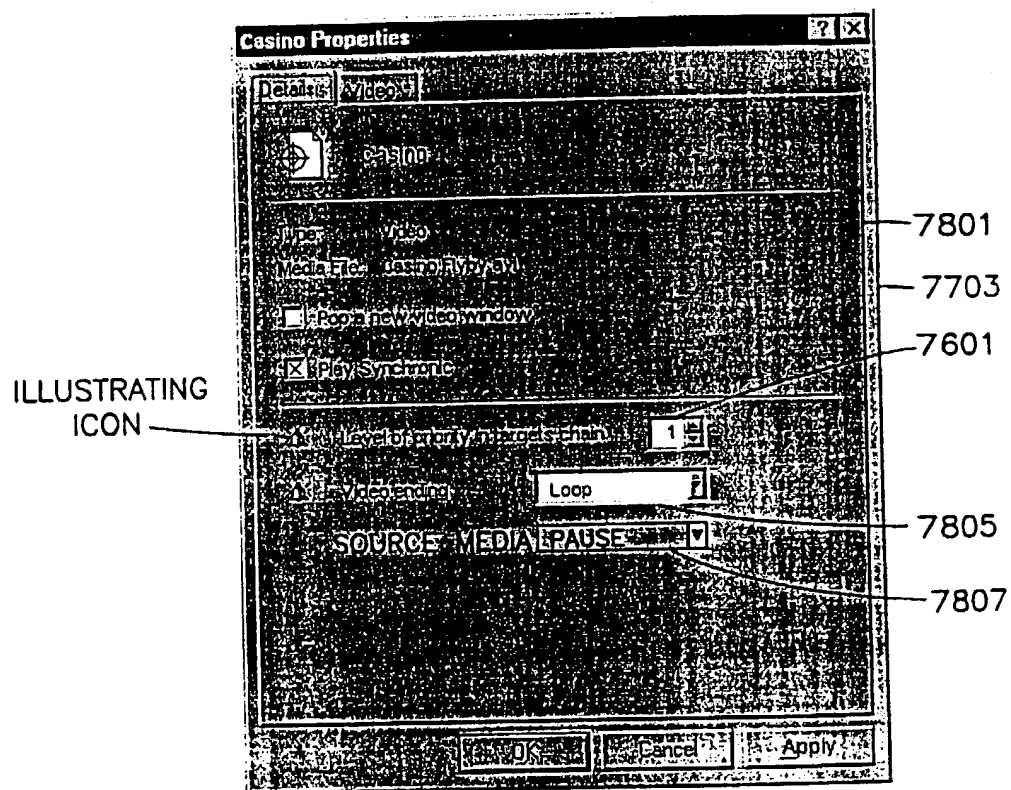 Casino Properties ? X
Details Video
Casino
7801
Type: Video
Media File: Casino Flyby.avi
7703
Pop a new video window
7601
Play Synchronic
ILLUSTRATING
ICON
Level of priority in targets chain 1
Video ending Loop
7805
SOURCE MEDIA PAUSE
7807
OK Cancel Apply